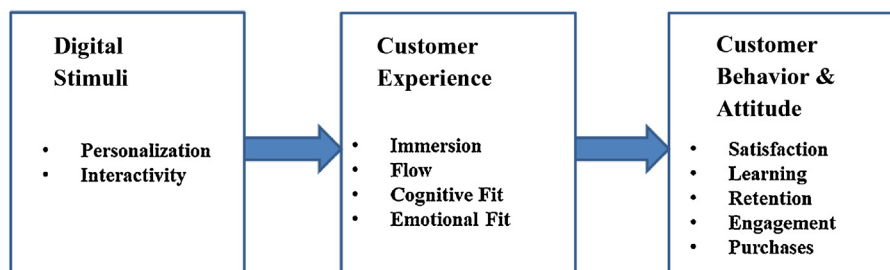 Digital
Stimuli
• Personalization
• Interactivity
Customer
Experience
• Immersion
• Flow
• Cognitive Fit
• Emotional Fit
Customer
Behavior &
Attitude
• Satisfaction
• Learning
• Retention
• Engagement
• Purchases